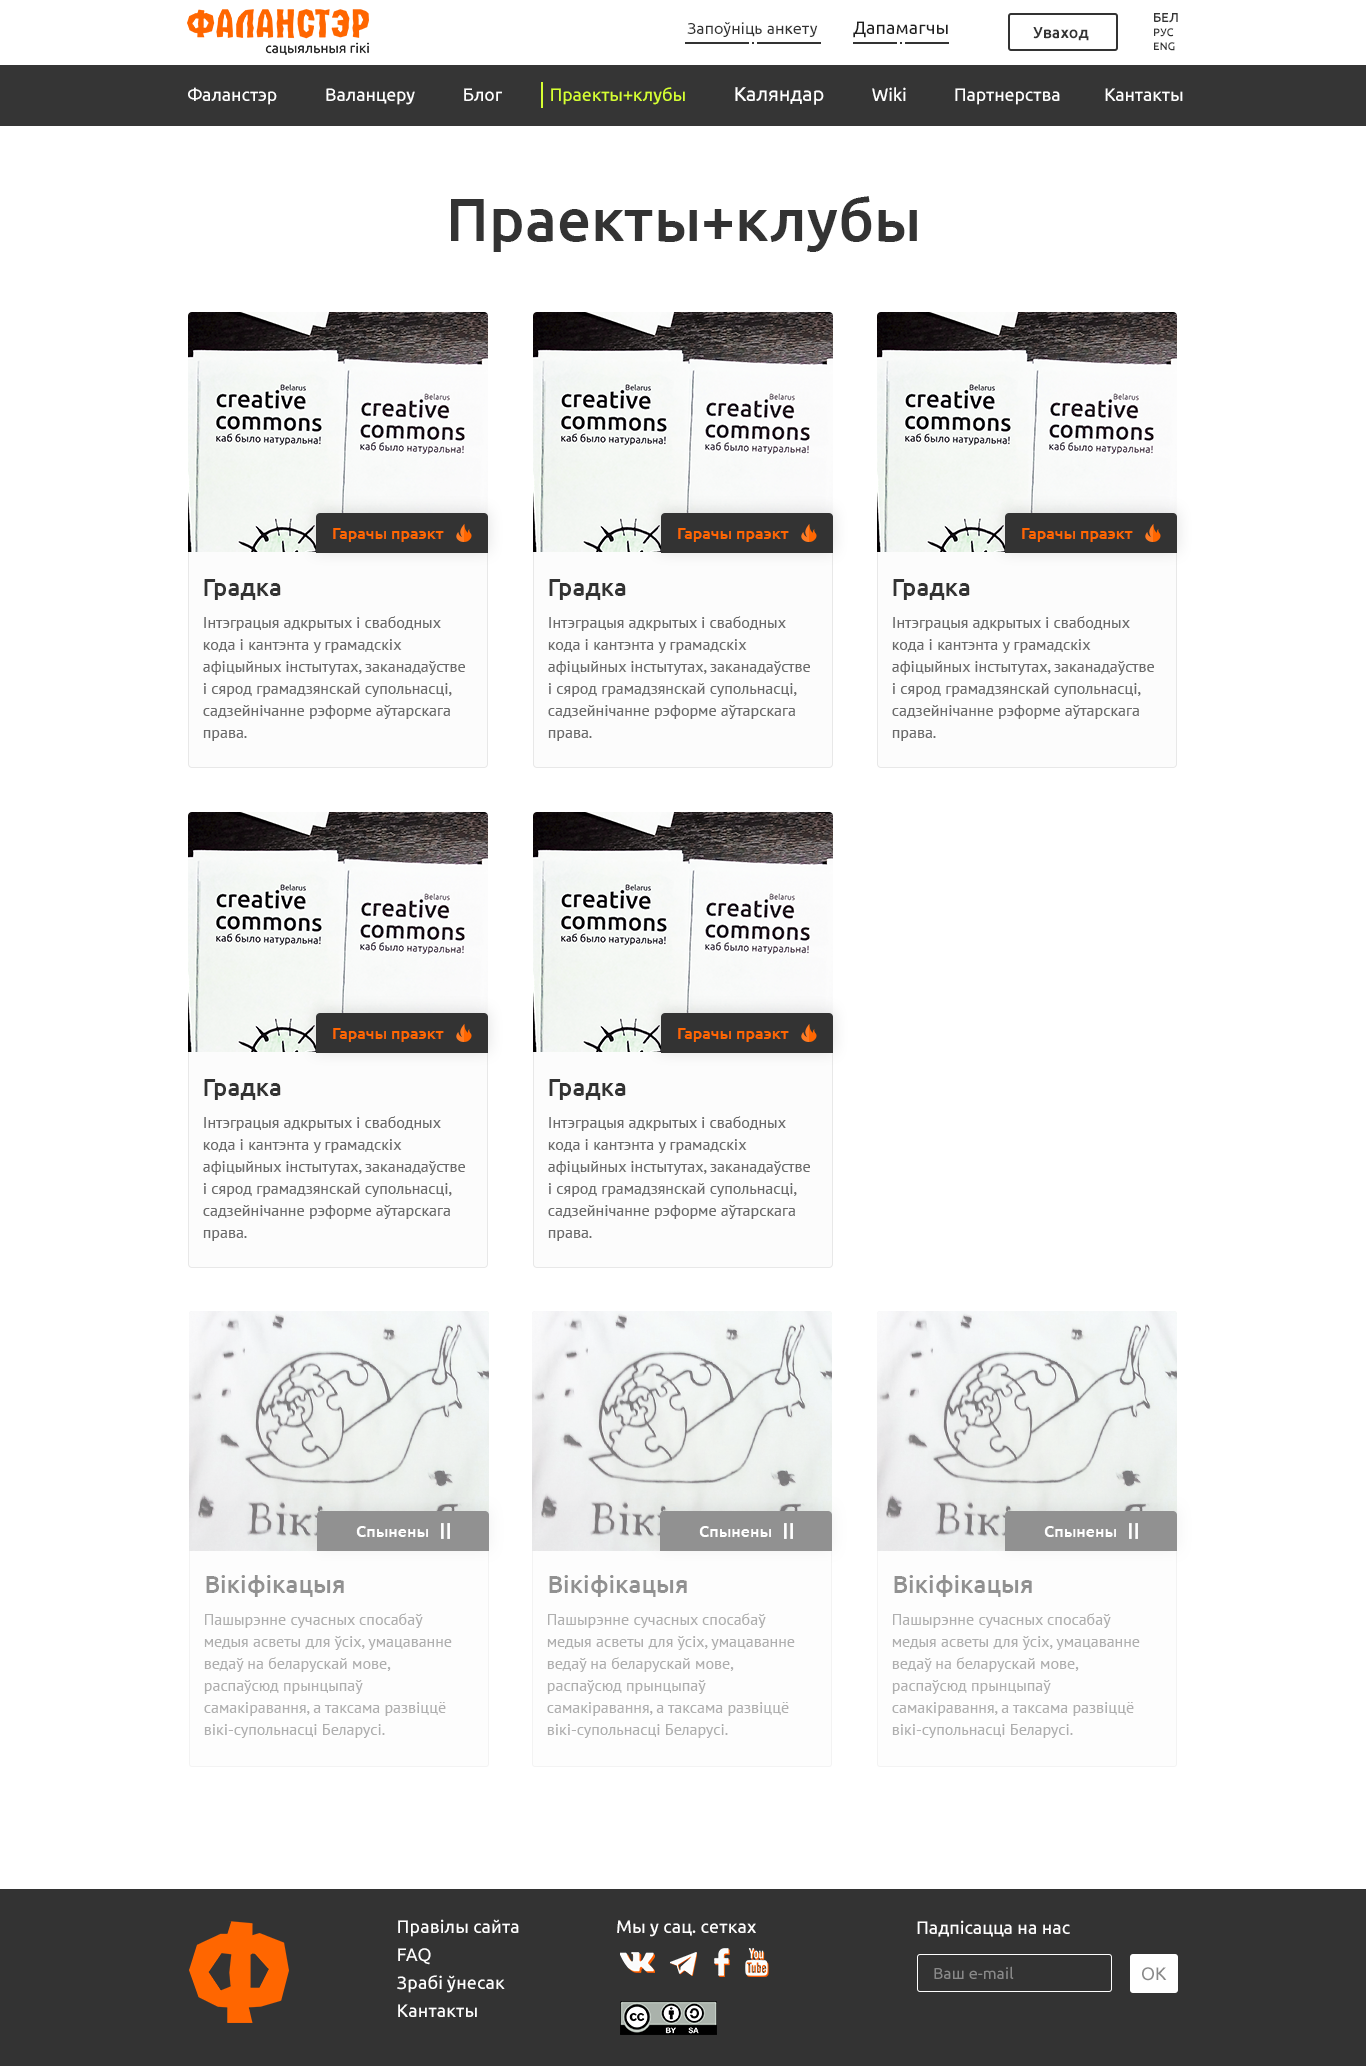 ФАЛАНСТЭР
сацыяльныя гікі
Запоўніць анкету
Дапамагчы
Уваход
БЕЛ
РУС
ENG
Фаланстэр
Валанцеру
Блог
Праекты+клубы
Каляндар
Wiki
Партнерства
Кантакты
Праекты+клубы
Belarus
creative
commons
каб было натуральна!
Belarus
creative
commons
каб было натуральна!
Гарачы праэкт
Градка
Інтэграцыя адкрытых і свабодных
кода і кантэнта у грамадскіх
афіцыйных інстытутах, заканадаўстве
і сярод грамадзянскай супольнасці,
садзейнічанне рэформе аўтарскага
права.
Belarus
creative
commons
каб было натуральна!
Belarus
creative
commons
каб было натуральна!
Гарачы праэкт
Градка
Інтэграцыя адкрытых і свабодных
кода і кантэнта у грамадскіх
афіцыйных інстытутах, заканадаўстве
і сярод грамадзянскай супольнасці,
садзейнічанне рэформе аўтарскага
права.
Belarus
creative
commons
каб было натуральна!
Belarus
creative
commons
каб было натуральна!
Гарачы праэкт
Градка
Інтэграцыя адкрытых і свабодных
кода і кантэнта у грамадскіх
афіцыйных інстытутах, заканадаўстве
і сярод грамадзянскай супольнасці,
садзейнічанне рэформе аўтарскага
права.
Belarus
creative
commons
каб было натуральна!
Belarus
creative
commons
каб было натуральна!
Гарачы праэкт
Градка
Інтэграцыя адкрытых і свабодных
кода і кантэнта у грамадскіх
афіцыйных інстытутах, заканадаўстве
і сярод грамадзянскай супольнасці,
садзейнічанне рэформе аўтарскага
права.
Belarus
creative
commons
каб было натуральна!
Belarus
creative
commons
каб было натуральна!
Гарачы праэкт
Градка
Інтэграцыя адкрытых і свабодных
кода і кантэнта у грамадскіх
афіцыйных інстытутах, заканадаўстве
і сярод грамадзянскай супольнасці,
садзейнічанне рэформе аўтарскага
права.
Спынены
Вікіфікацыя
Пашырэнне сучасных спосабаў
медыя асветы для ўсіх, умацаванне
ведаў на беларускай мове,
распаўсюд прынцыпаў
самакіравання, а таксама развіццё
вікі-супольнасці Беларусі.
Спынены
Вікіфікацыя
Пашырэнне сучасных спосабаў
медыя асветы для ўсіх, умацаванне
ведаў на беларускай мове,
распаўсюд прынцыпаў
самакіравання, а таксама развіццё
вікі-супольнасці Беларусі.
Спынены
Вікіфікацыя
Пашырэнне сучасных спосабаў
медыя асветы для ўсіх, умацаванне
ведаў на беларускай мове,
распаўсюд прынцыпаў
самакіравання, а таксама развіццё
вікі-супольнасці Беларусі.
Ф
Правілы сайта
FAQ
Зрабі ўнесак
Кантакты
Мы у сац. сетках
You
Tube
cc
BY SA
Падпісацца на нас
Ваш e-mail
OK